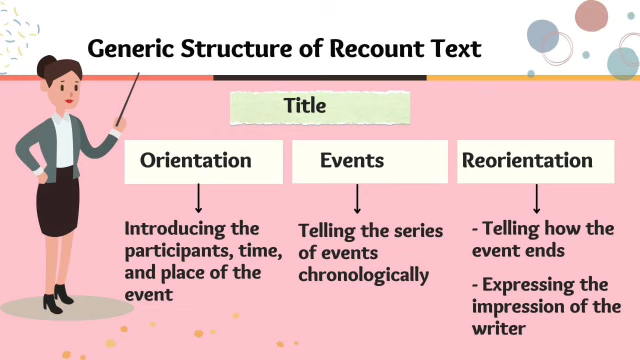 Generic Structure of Recount Text
Title
Orientation
Introducing the
participants, time,
and place of the
event
Events
Telling the series
of events
chronologically
Reorientation
- Telling how the
event ends
- Expressing the
impression of the
writer